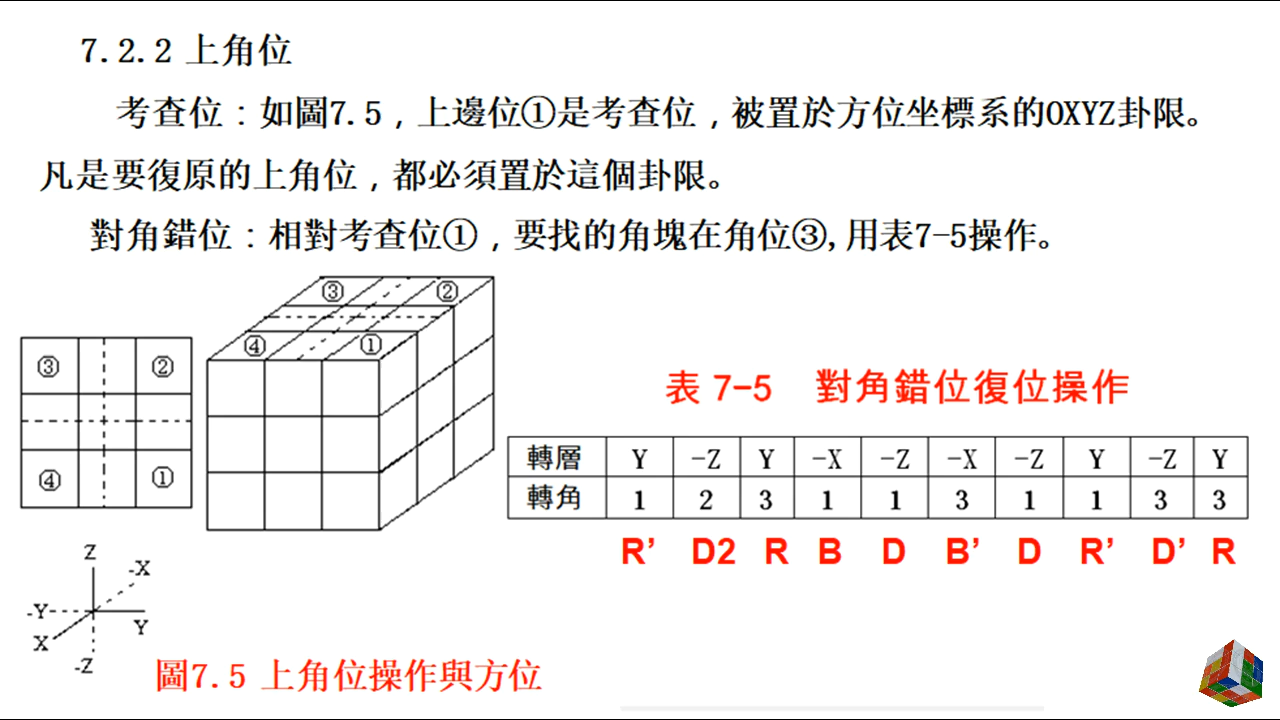 7.2.2 上角位
考查位：如圖7.5，上邊位①是考查位，被置於方位坐標系的OXYZ卦限。
凡是要復原的上角位，都必須置於這個卦限。
對角錯位：相對考查位①，要找的角塊在角位③,用表7-5操作。
③ ②
④ ①
③ ②
④ ①
表 7-5 對角錯位復位操作
轉層 Y -Z Y -X -Z -X -Z Y -Z Y
轉角 1 2 3 1 1 3 1 1 3 3
R’ D2 R B D B’ D R’ D’ R
Z
-X
-Y
Y
X
-Z
圖7.5 上角位操作與方位